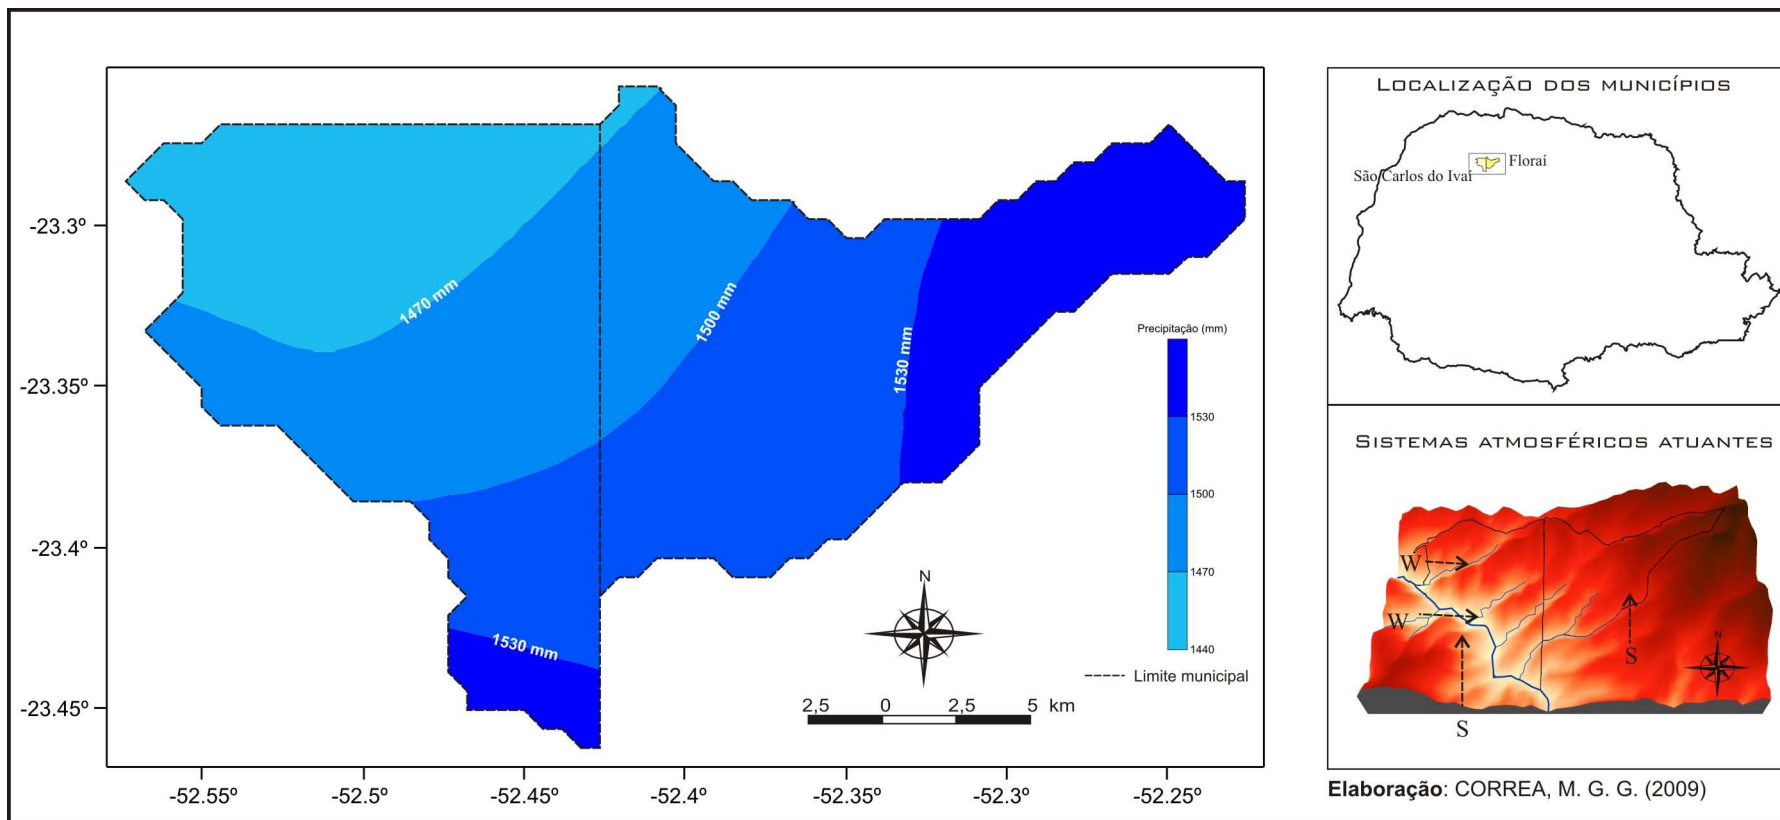 -23.3º
-23.35º
-23.4º
-23.45º
-52.55º
-52.5º
-52.45º
-52.4º
-52.35º
-52.3º
-52.25º
1470 mm
1500 mm
1530 mm
1530 mm
Precipitação (mm)
1530
1500
1470
1440
N
Limite municipal
2,5 0 2,5 5 km
LOCALIZAÇÃO DOS MUNICÍPIOS
Floraí
São Carlos do Ivaí
SISTEMAS ATMOSFÉRICOS ATUANTES
W
W
S
S
N
Elaboração: CORREA, M. G. G. (2009)